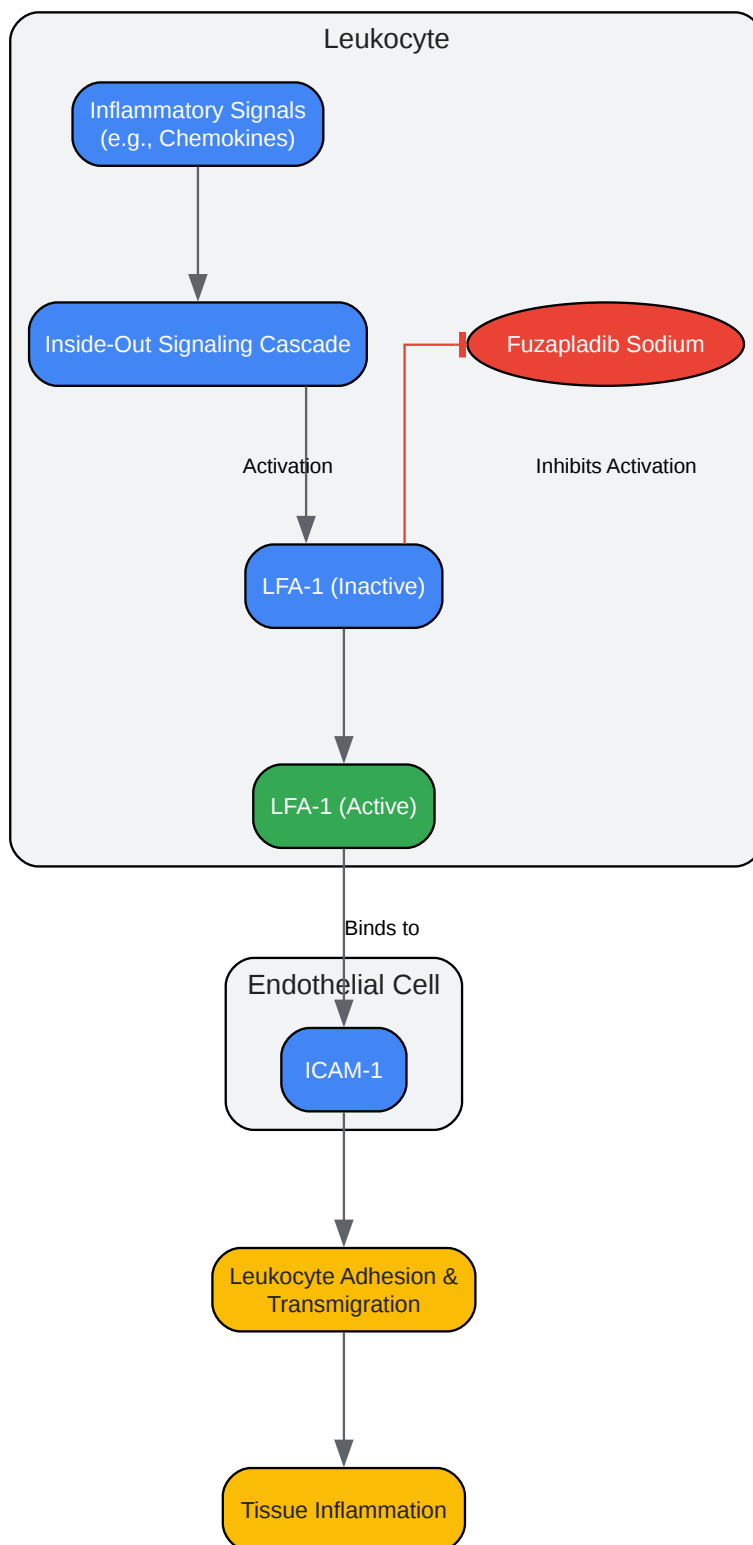 Leukocyte
Inflammatory Signals
(e.g., Chemokines)
Inside-Out Signaling Cascade
Fuzapladib Sodium
Activation
Inhibits Activation
LFA-1 (Inactive)
LFA-1 (Active)
Binds to
Endothelial Cell
ICAM-1
Leukocyte Adhesion &
Transmigration
Tissue Inflammation